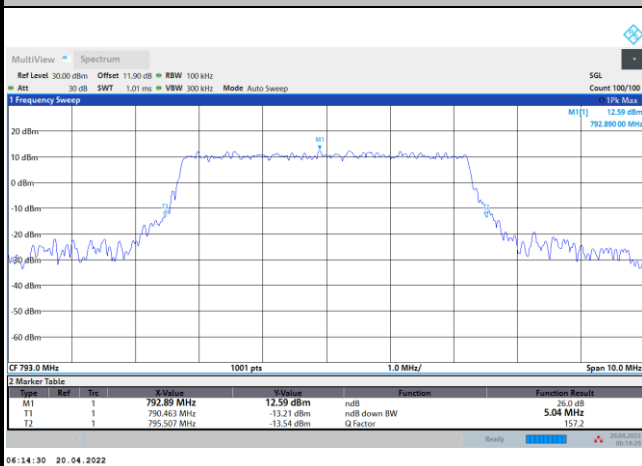 MultiView Spectrum
Ref Level 30.00 dBm Offset 11.90 dB RBW 100 kHz SGL
Att 30 dB SWT 1.01 ms VBW 300 kHz Mode Auto Sweep Count 100/100
1 Frequency Sweep 1Pk Max
M1[1] 12.59 dBm
792.890 00 MHz
M1
20 dBm
10 dBm
0 dBm
-10 dBm
T1
T2
-20 dBm
-30 dBm
-40 dBm
-50 dBm
-60 dBm
CF 793.0 MHz 1001 pts 1.0 MHz/ Span 10.0 MHz
2 Marker Table
Type Ref Trc X-Value Y-Value Function Function Result
M1 1 792.89 MHz 12.59 dBm ndB 26.0 dB
T1 1 790.463 MHz -13.21 dBm ndB down BW 5.04 MHz
T2 1 795.507 MHz -13.54 dBm Q Factor 157.2
Ready 20.04.2022
06:14:29
06:14:30 20.04.2022